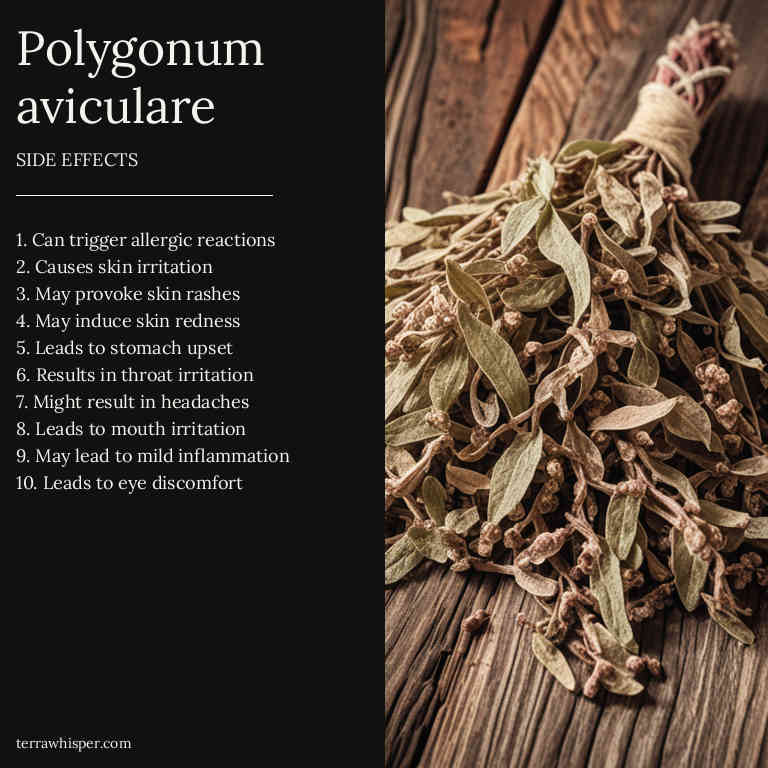 Polygonum
aviculare
SIDE EFFECTS
1. Can trigger allergic reactions
2. Causes skin irritation
3. May provoke skin rashes
4. May induce skin redness
5. Leads to stomach upset
6. Results in throat irritation
7. Might result in headaches
8. Leads to mouth irritation
9. May lead to mild inflammation
10. Leads to eye discomfort
terrawhisper.com